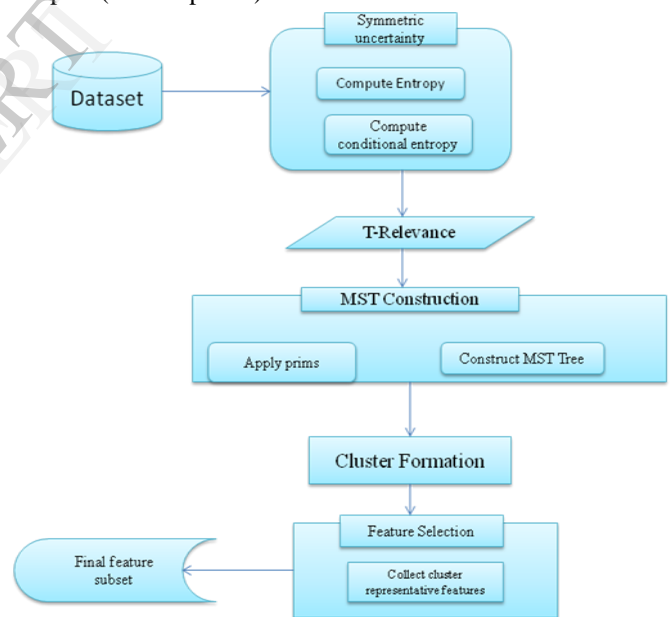 Symmetric
uncertainty
Dataset
Compute Entropy
Compute
conditional entropy
T-Relevance
MST Construction
Apply prims
Construct MST Tree
Cluster Formation
Feature Selection
Final feature
subset
Collect cluster
representative features